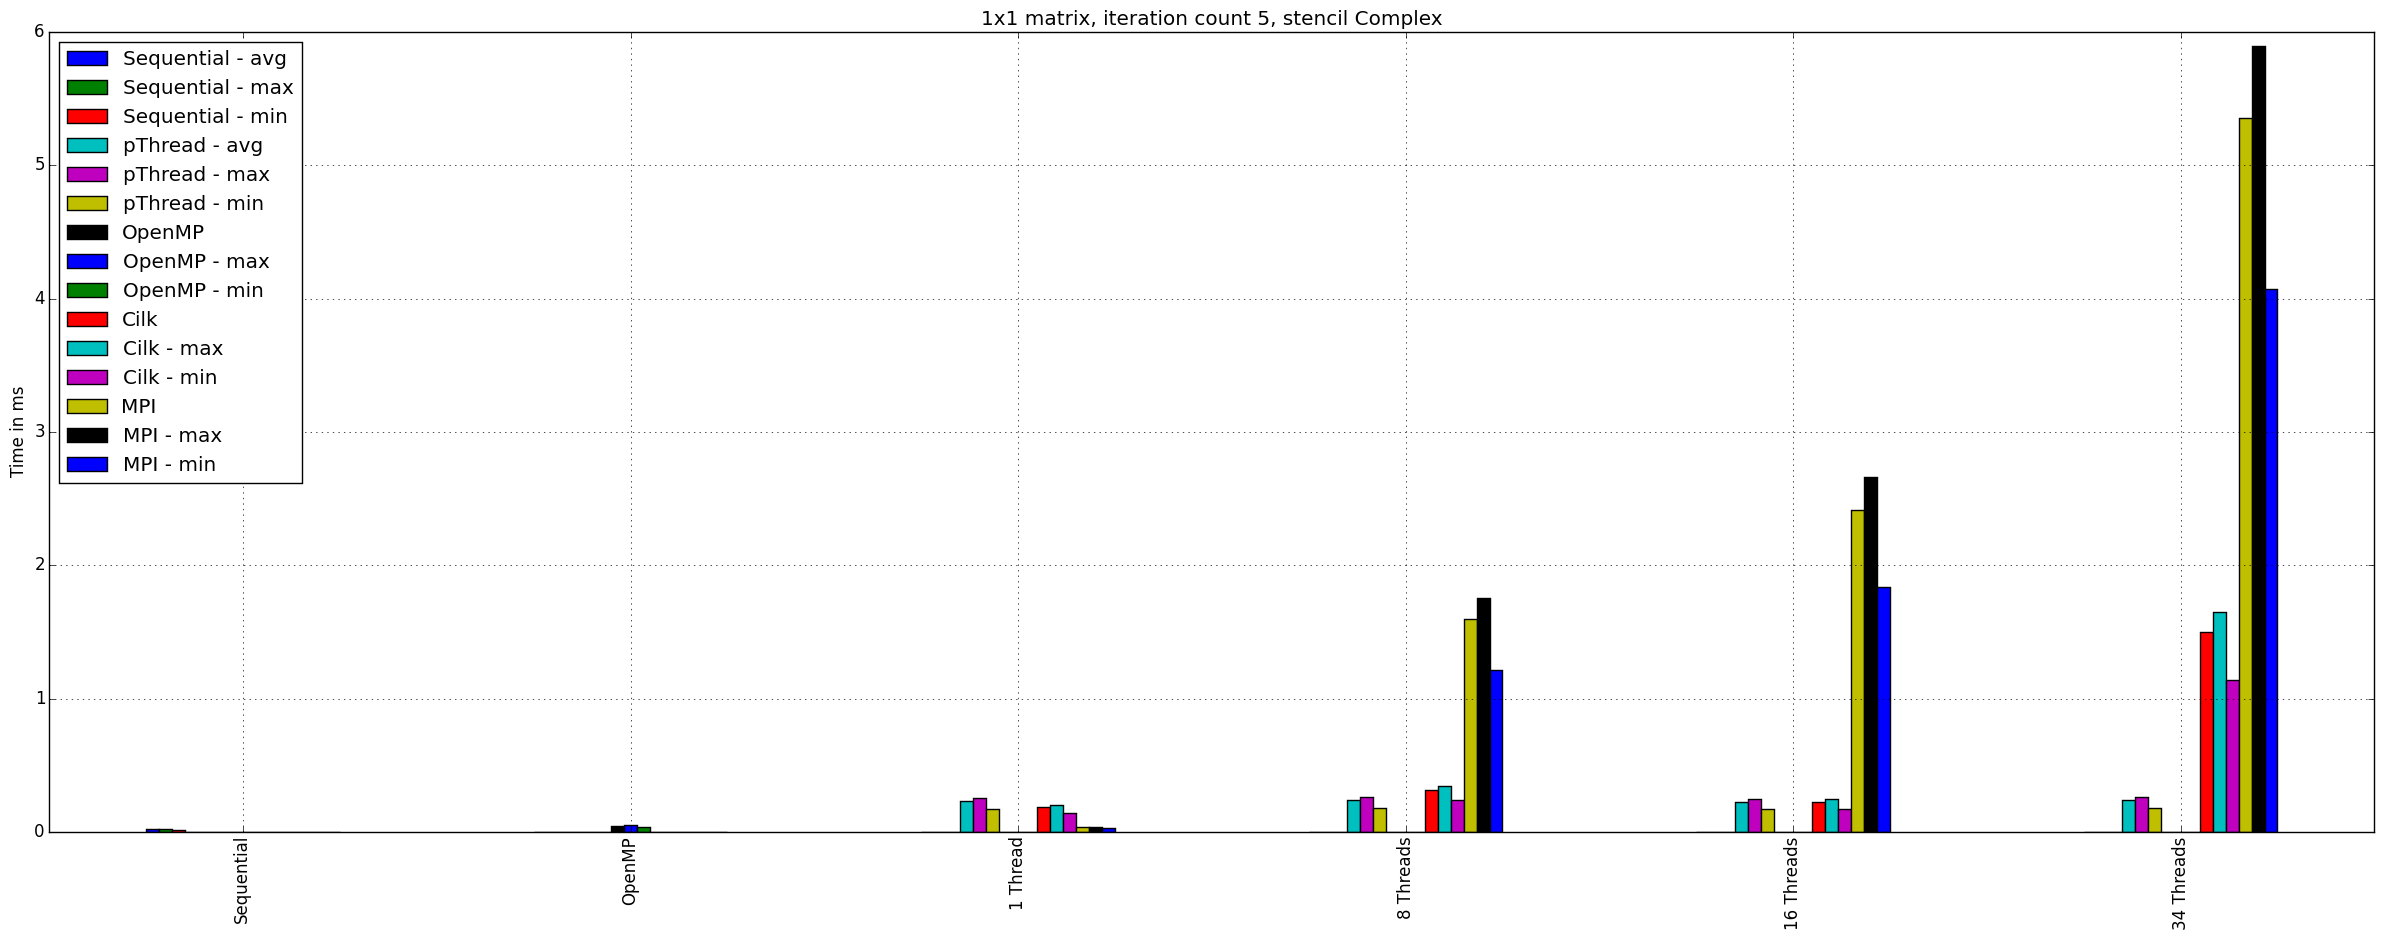 1x1 matrix, iteration count 5, stencil Complex
6
5
4
3
2
1
0
Time in ms
Sequential - avg
Sequential - max
Sequential - min
pThread - avg
pThread - max
pThread - min
OpenMP
OpenMP - max
OpenMP - min
Cilk
Cilk - max
Cilk - min
MPI
MPI - max
MPI - min
Sequential
OpenMP
1 Thread
8 Threads
16 Threads
34 Threads